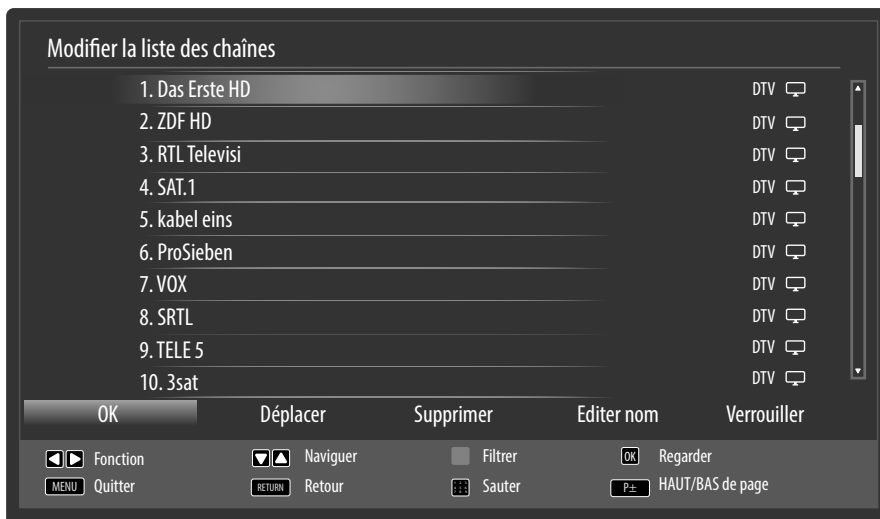 Modifier la liste des chaînes
1. Das Erste HD DTV
2. ZDF HD DTV
3. RTL Televisi DTV
4. SAT.1 DTV
5. kabel eins DTV
6. ProSieben DTV
7. VOX DTV
8. SRTL DTV
9. TELE 5 DTV
10. 3sat DTV
OK Déplacer Supprimer Editer nom Verrouiller
Fonction Naviguer Filtrer OK Regarder
MENU Quitter RETURN Retour Sauter P± HAUT/BAS de page